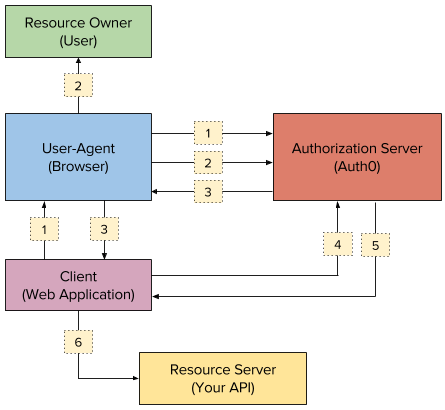 Resource Owner
(User)
2
User-Agent
(Browser)
1
2
3
Authorization Server
(Auth0)
1
3
4
5
Client
(Web Application)
6
Resource Server
(Your API)